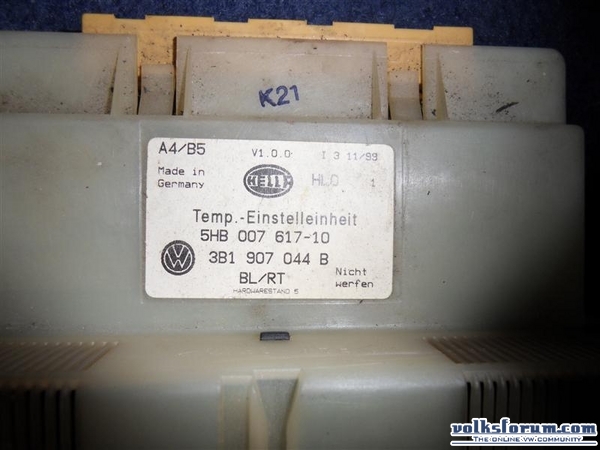 K21
A4/B5 V1.0.0 I 3 11/99
Made in
Germany
HELLA HLO 1
Temp.-Einstelleinheit
5HB 007 617-10
3B1 907 044 B
BL/RT
HARDWARESTAND 5
Nicht
werfen
volksforum.com
The online VW community